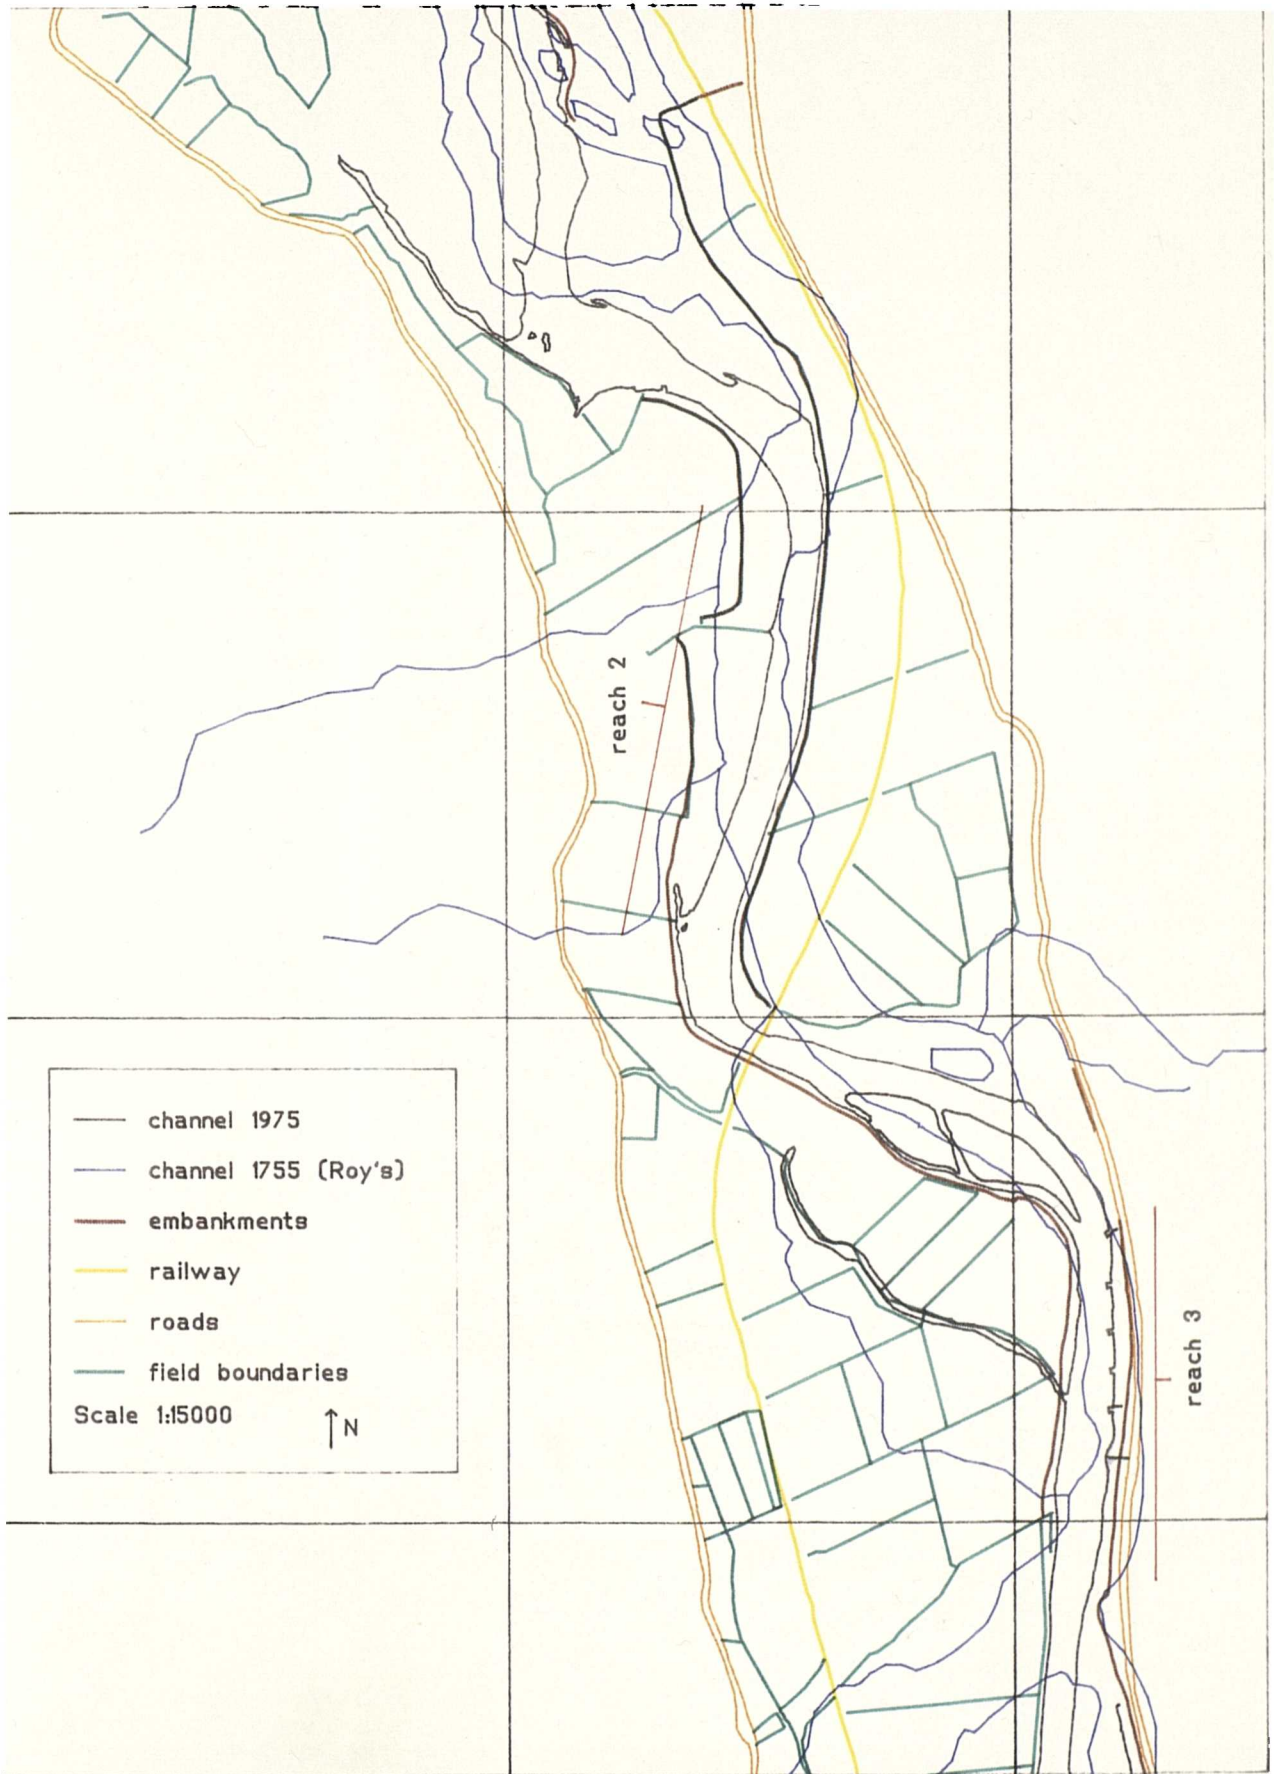 reach 2
channel 1975
channel 1755 (Roy's)
embankments
railway
roads
field boundaries
Scale 1:15000
N
reach 3